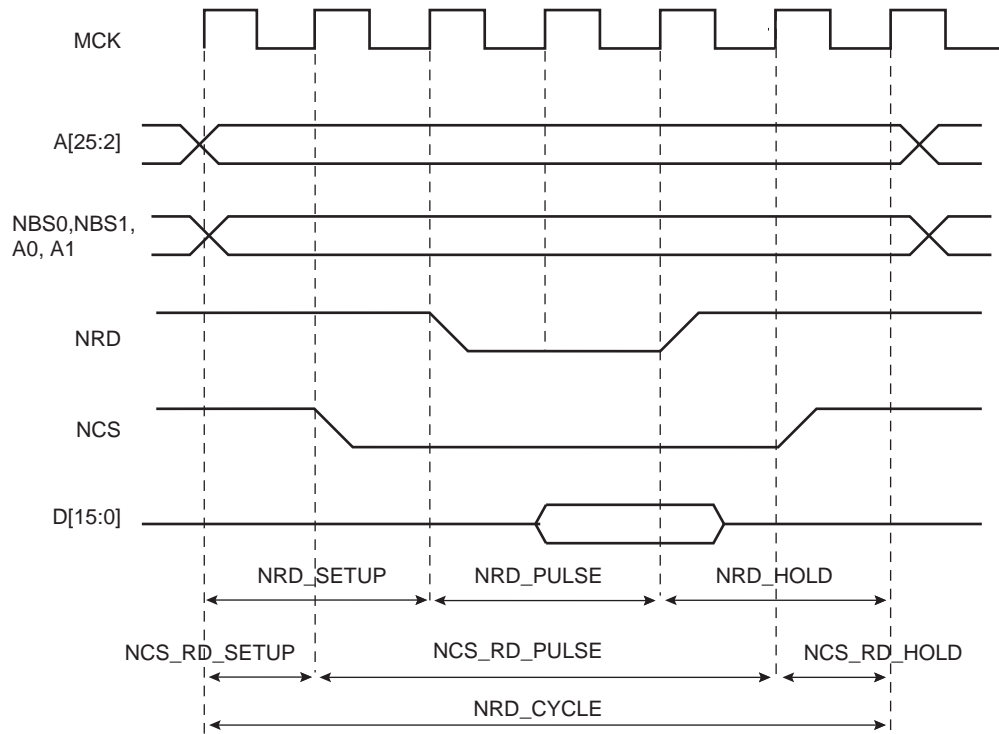 MCK
A[25:2]
NBS0,NBS1,
A0, A1
NRD
NCS
D[15:0]
NRD_SETUP NRD_PULSE NRD_HOLD
NCS_RD_SETUP NCS_RD_PULSE NCS_RD_HOLD
NRD_CYCLE